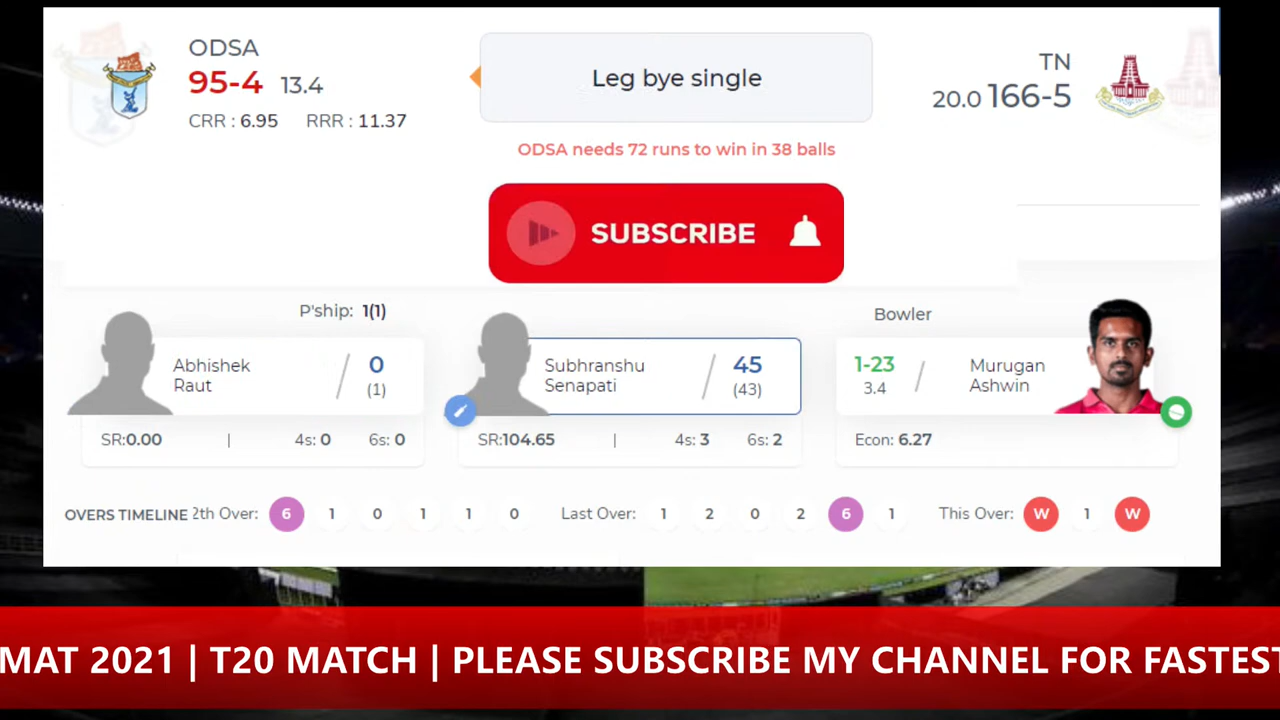 ODSA
95-4 13.4
CRR : 6.95 RRR : 11.37
Leg bye single
TN
20.0 166-5
ODSA needs 72 runs to win in 38 balls
SUBSCRIBE
P'ship: 1(1)
Bowler
Abhishek Raut / 0 (1)
Subhranshu Senapati / 45 (43)
1-23 3.4 / Murugan Ashwin
SR:0.00 | 4s: 0 6s: 0
SR:104.65 | 4s: 3 6s: 2
Econ: 6.27
OVERS TIMELINE 2th Over: 6 1 0 1 1 0 Last Over: 1 2 0 2 6 1 This Over: W 1 W
MAT 2021 | T20 MATCH | PLEASE SUBSCRIBE MY CHANNEL FOR FASTEST